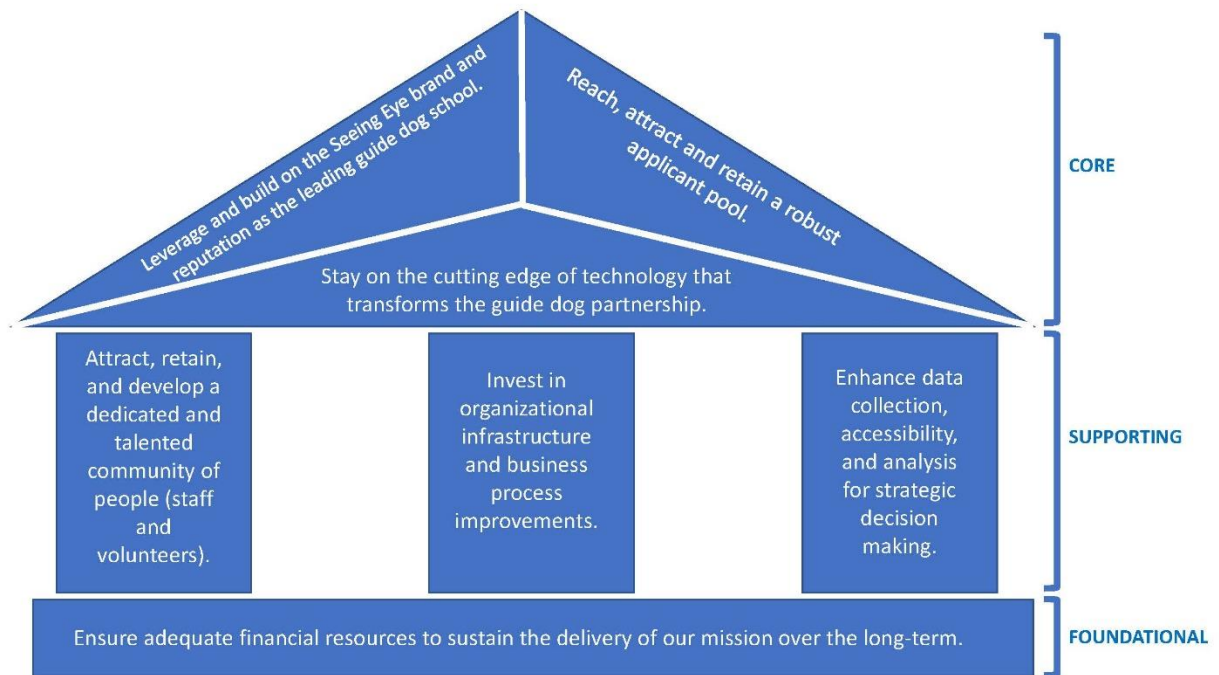 Leverage and build on the Seeing Eye brand and
reputation as the leading guide dog school.
Reach, attract and retain a robust
applicant pool.
CORE
Stay on the cutting edge of technology that
transforms the guide dog partnership.
Attract, retain,
and develop a
dedicated and
talented
community of
people (staff
and
volunteers).
Invest in
organizational
infrastructure
and business
process
improvements.
Enhance data
collection,
accessibility,
and analysis
for strategic
decision
making.
SUPPORTING
Ensure adequate financial resources to sustain the delivery of our mission over the long-term.
FOUNDATIONAL